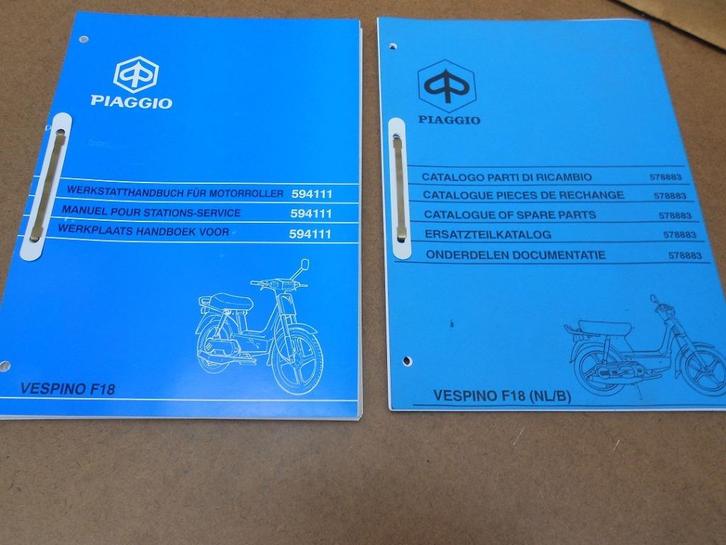 PIAGGIO
WERKSTATTHANDBUCH FÜR MOTORROLLER 594111
MANUEL POUR STATIONS-SERVICE 594111
WERKPLAATS HANDBOEK VOOR 594111
VESPINO F18
PIAGGIO
CATALOGO PARTI DI RICAMBIO 578883
CATALOGUE PIECES DE RECHANGE 578883
CATALOGUE OF SPARE PARTS 578883
ERSATZTEILKATALOG 578883
ONDERDELEN DOCUMENTATIE 578883
VESPINO F18 (NL/B)